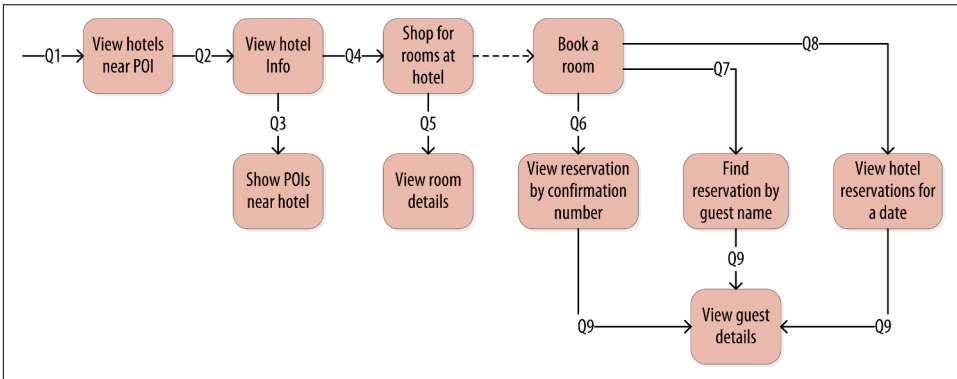 Q1
View hotels
near POI
Q2
View hotel
Info
Q4
Shop for
rooms at
hotel
Book a
room
Q8
Q7
Q3
Q5
Q6
Show POIs
near hotel
View room
details
View reservation
by confirmation
number
Find
reservation by
guest name
View hotel
reservations for
a date
Q9
Q9
View guest
details
Q9